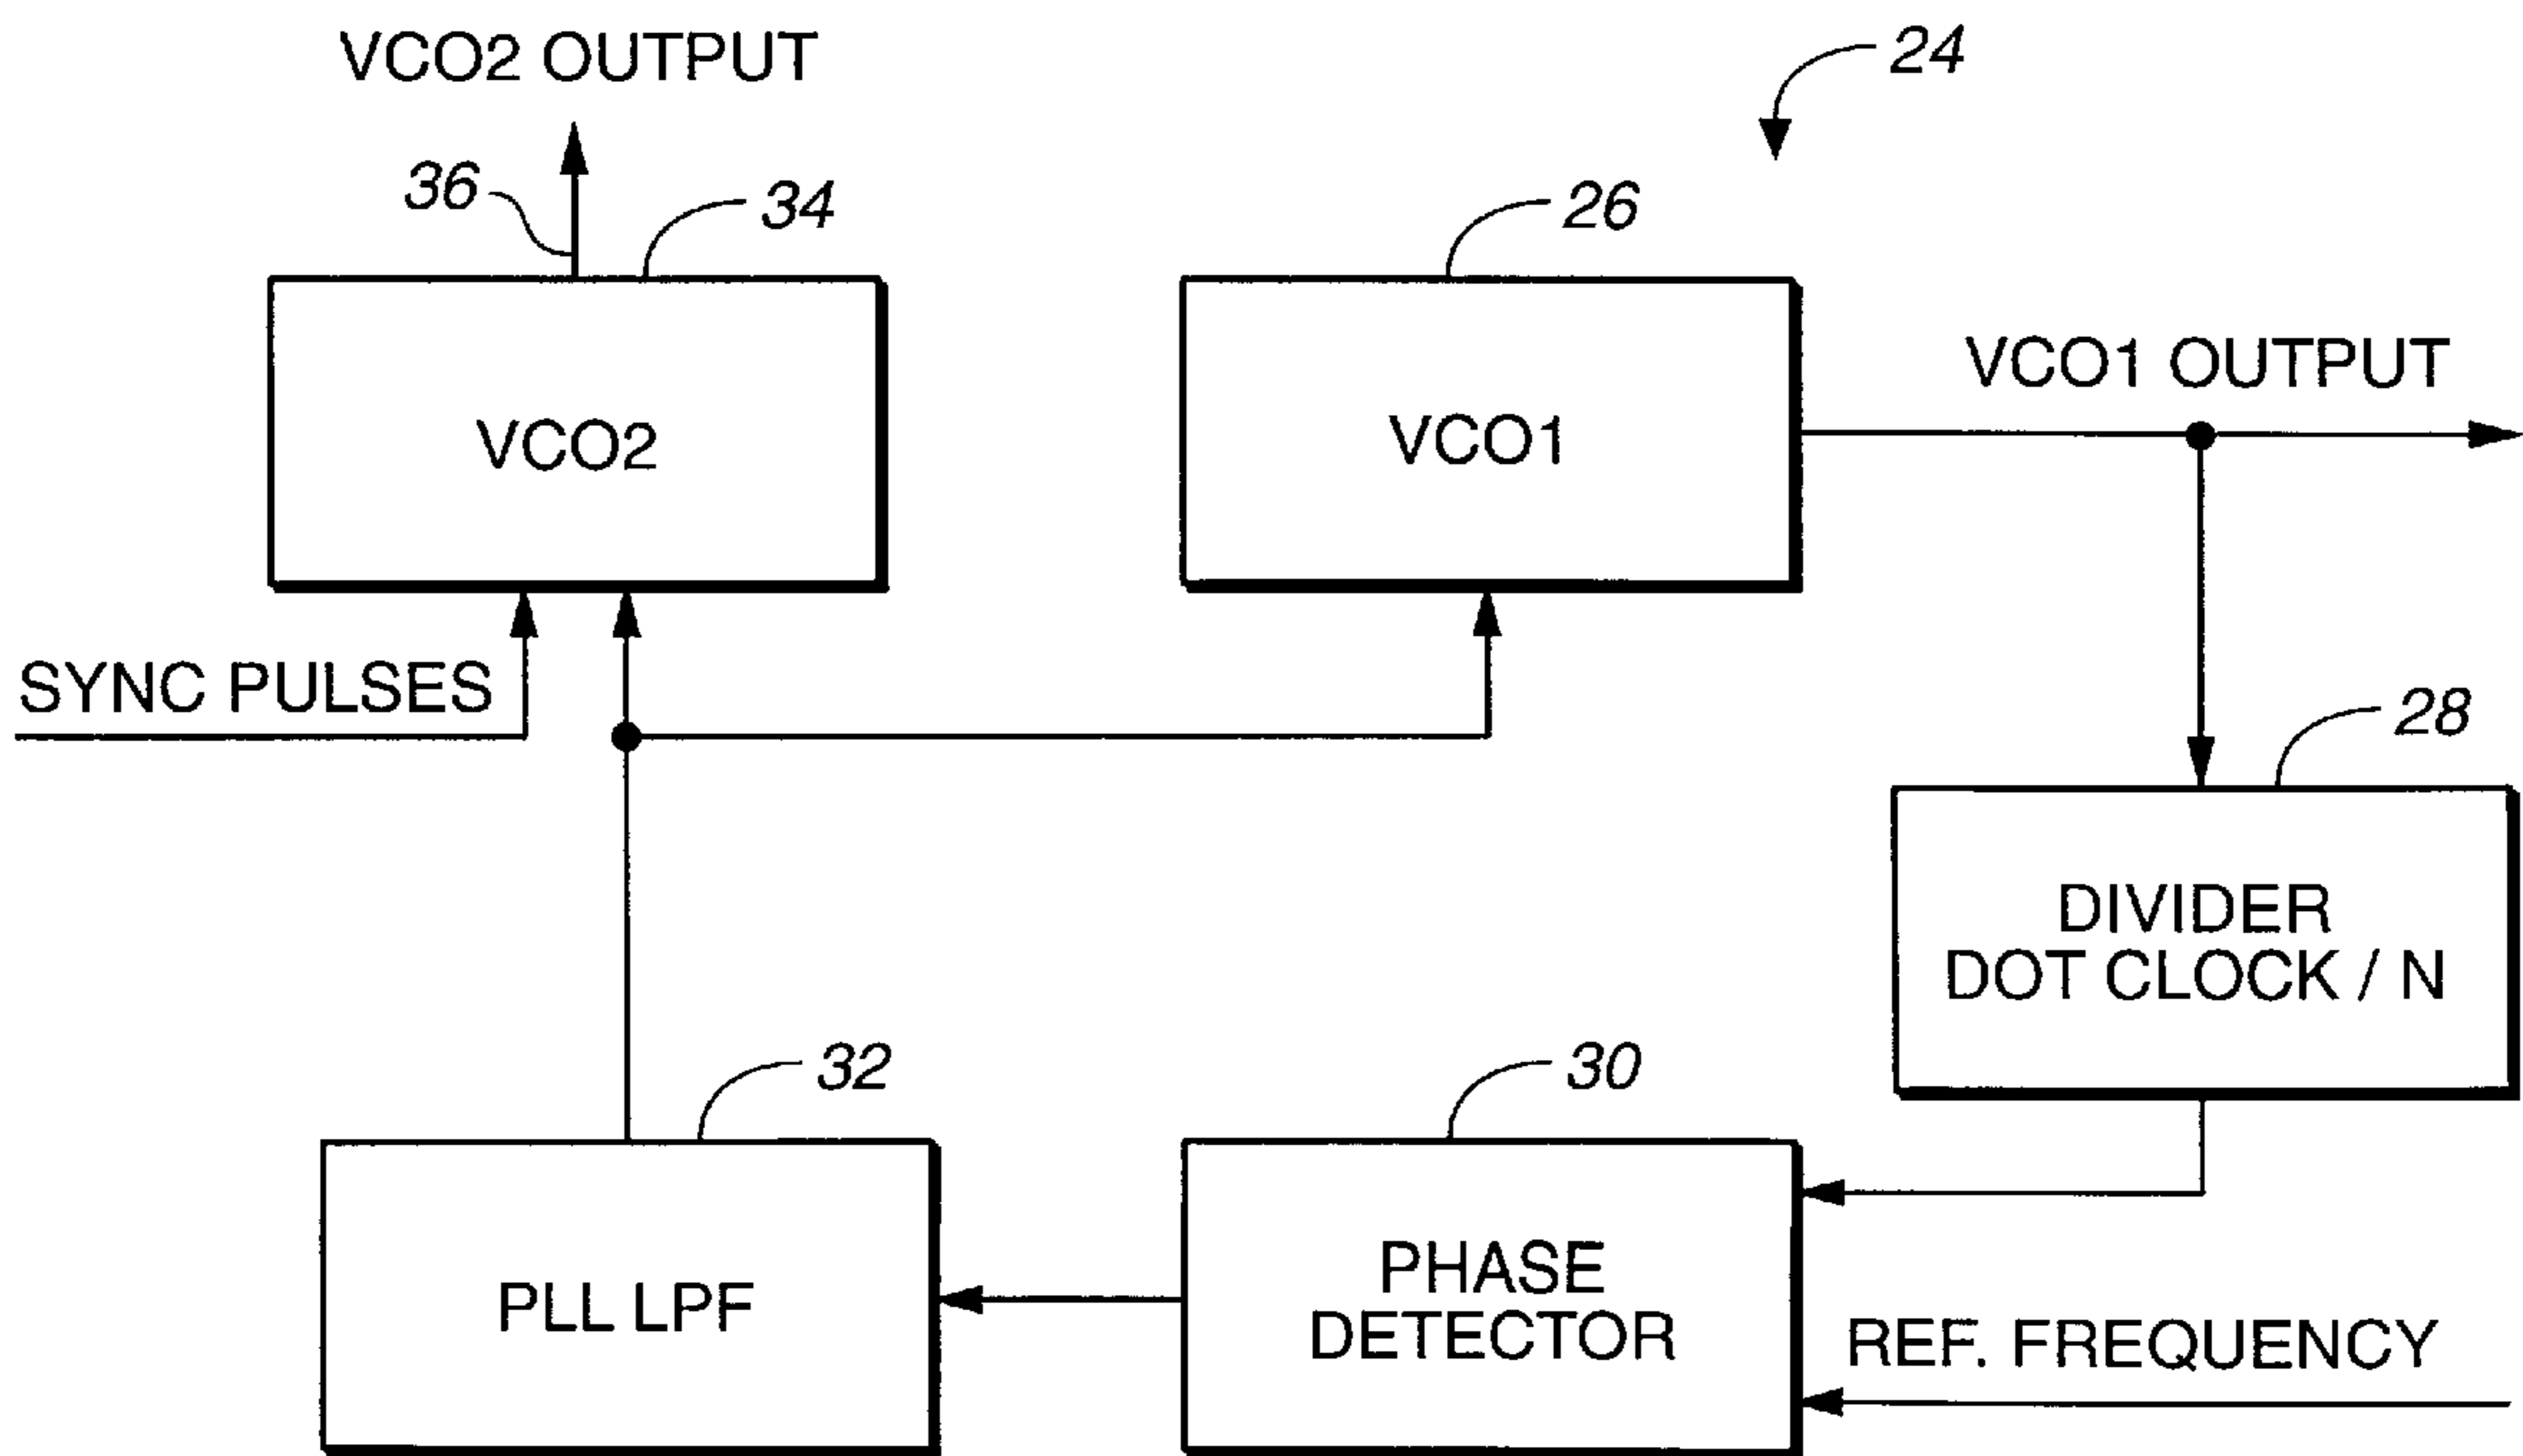 VCO2 OUTPUT
24
36
34
26
VCO1 OUTPUT
VCO2
VCO1
SYNC PULSES
28
DIVIDER
DOT CLOCK / N
32
30
PLL LPF
PHASE
DETECTOR
REF. FREQUENCY